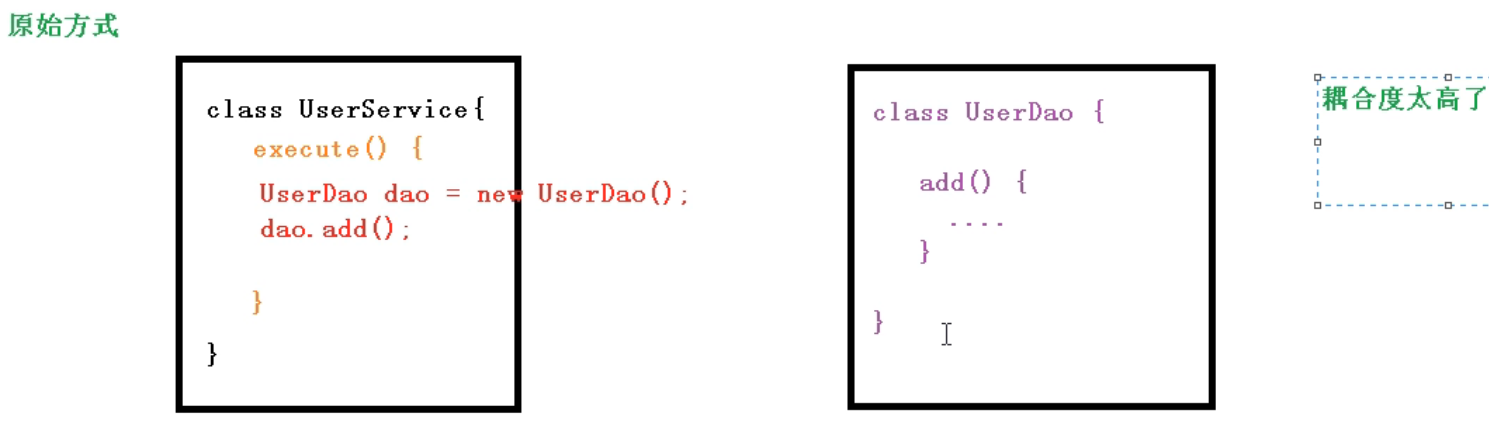 原始方式
class UserService{
execute() {
UserDao dao = new UserDao();
dao.add();
}
}
class UserDao {
add() {
....
}
}
耦合度太高了